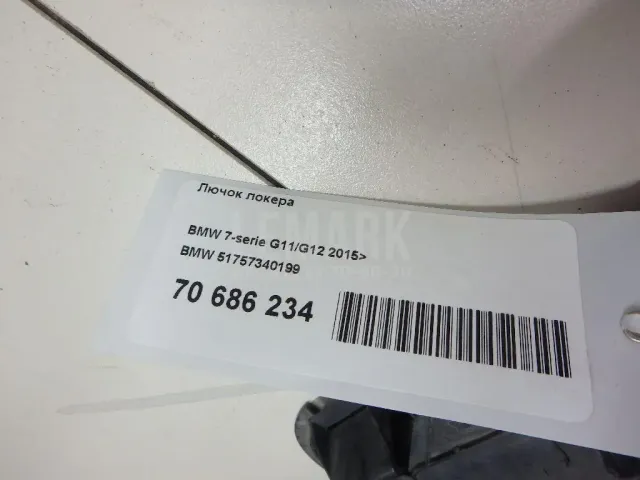 Лючок локера
BMW 7-serie G11/G12 2015>
BMW 51757340199
70 686 234